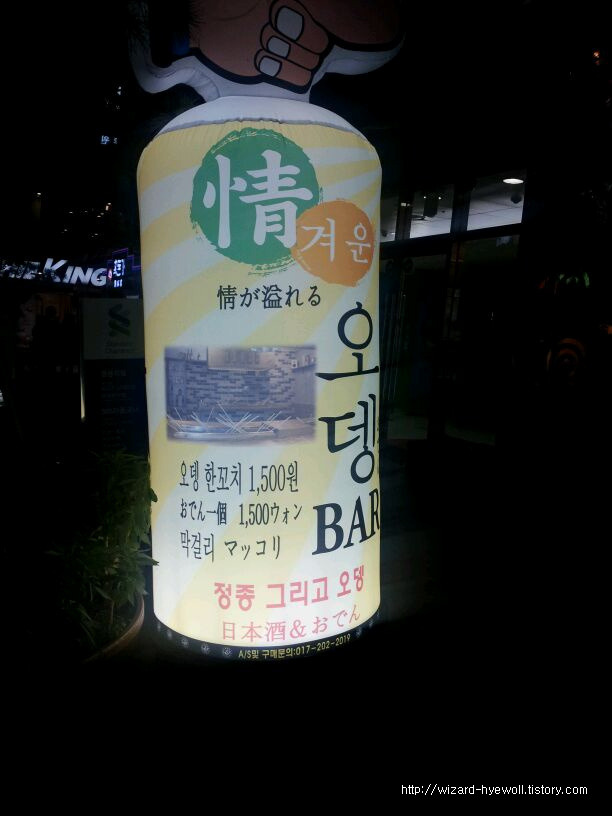 情
겨운
情が溢れる
오뎅
BAR
오뎅 한꼬치 1,500원
おでん一個 1,500ウォン
막걸리 マッコリ
정종 그리고 오뎅
日本酒&おでん
A/S및 구매문의:017-202-2019
KING
Standard
Chartered
http://wizard-hyewoll.tistory.com